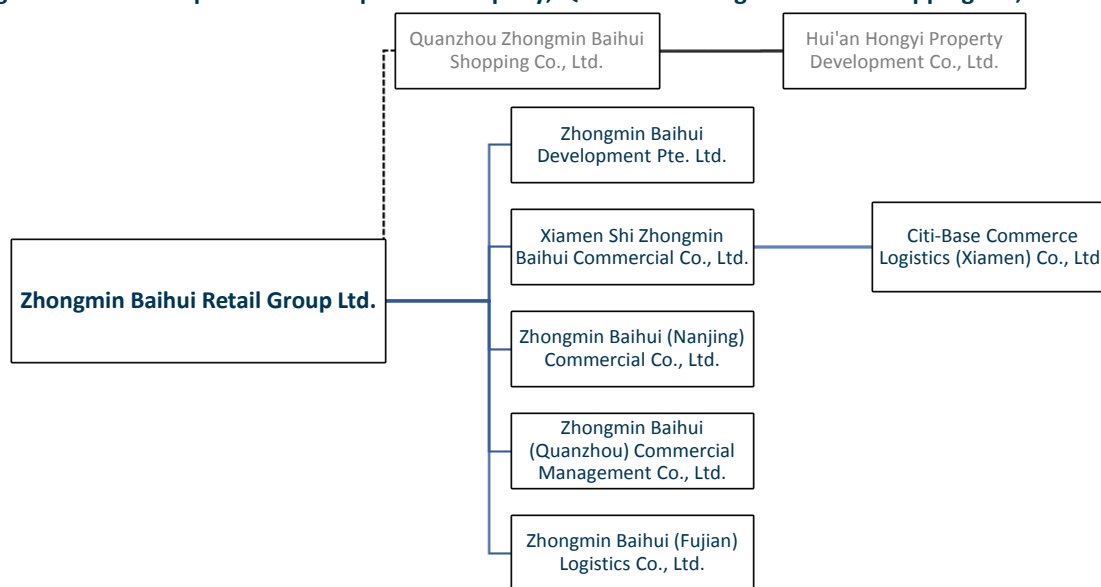 Quanzhou Zhongmin Baihui
Shopping Co., Ltd.
Hui'an Hongyi Property
Development Co., Ltd.
Zhongmin Baihui
Development Pte. Ltd.
Xiamen Shi Zhongmin
Baihui Commercial Co., Ltd.
Citi-Base Commerce
Logistics (Xiamen) Co., Ltd
Zhongmin Baihui Retail Group Ltd.
Zhongmin Baihui (Nanjing)
Commercial Co., Ltd.
Zhongmin Baihui
(Quanzhou) Commercial
Management Co., Ltd.
Zhongmin Baihui (Fujian)
Logistics Co., Ltd.